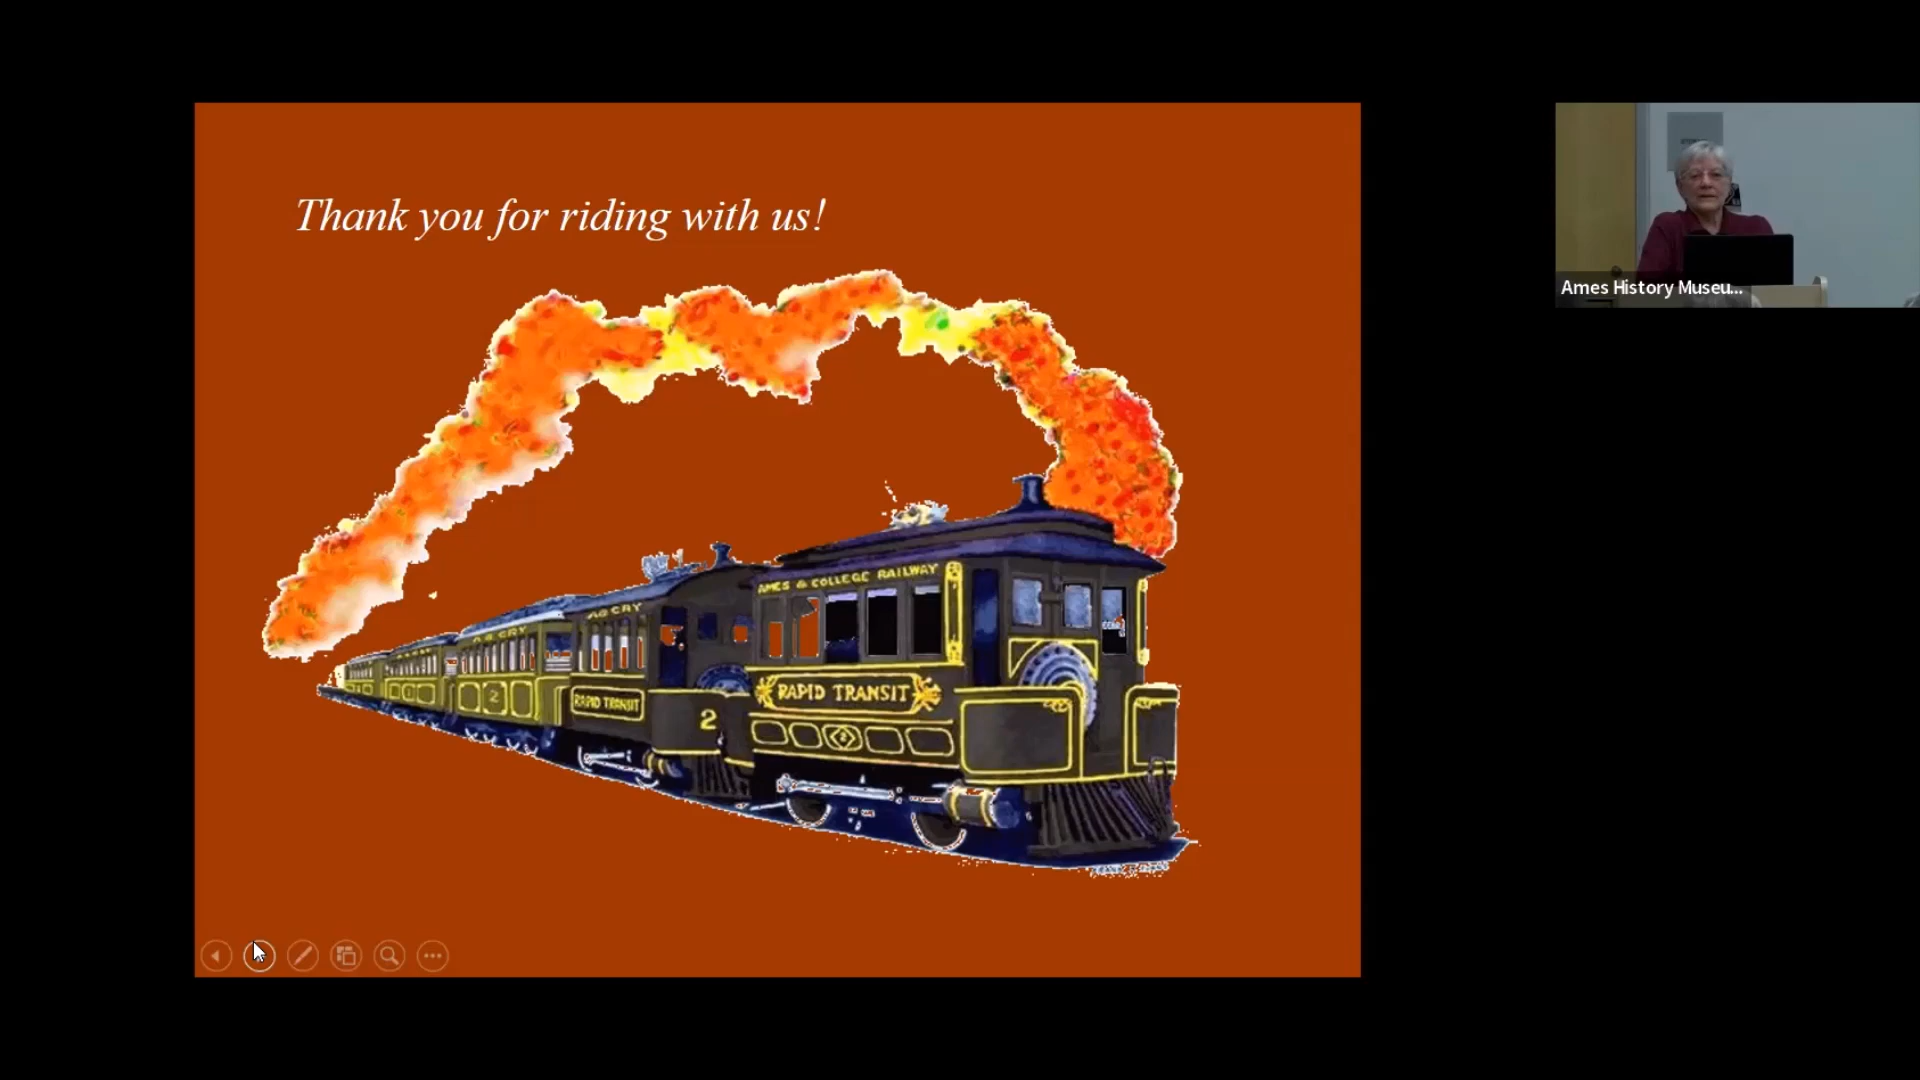 Thank you for riding with us!
AMES & COLLEGE RAILWAY
A&CRY
RAPID TRANSIT
RAPID TRANSIT
2
2
2
Ames History Museu...